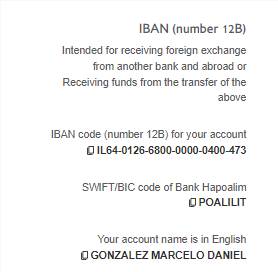 IBAN (number 12B)
Intended for receiving foreign exchange
from another bank and abroad or
Receiving funds from the transfer of the
above
IBAN code (number 12B) for your account
IL64-0126-6800-0000-0400-473
SWIFT/BIC code of Bank Hapoalim
POALILIT
Your account name is in English
GONZALEZ MARCELO DANIEL